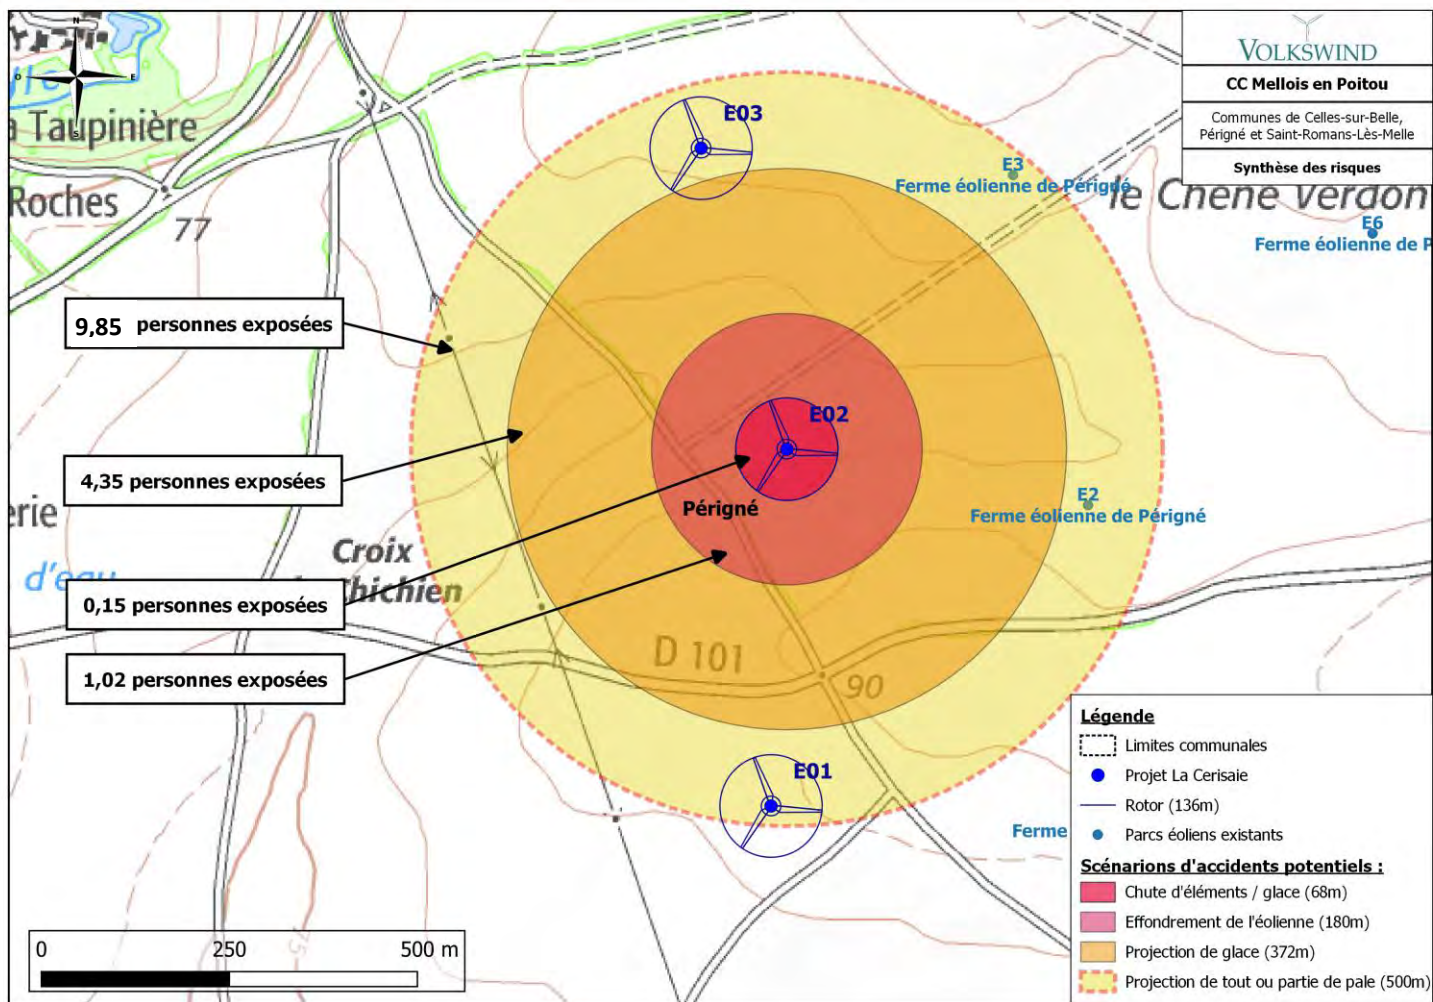 N
O
E
S
lle
a Taupinière
Roches
77
E03
E3
Ferme éolienne de Périgné
VOLKSWIND
CC Mellois en Poitou
Communes de Celles-sur-Belle,
Périgné et Saint-Romans-Lès-Melle
Synthèse des risques
le Chêne Verdon
E6
Ferme éolienne de P
9,85 personnes exposées
4,35 personnes exposées
0,15 personnes exposées
1,02 personnes exposées
E02
Périgné
E2
Ferme éolienne de Périgné
erie
d'eau
Croix
hichien
D 101
90
E01
Ferme
75
0 250 500 m
Légende
Limites communales
Projet La Cerisaie
Rotor (136m)
Parcs éoliens existants
Scénarions d'accidents potentiels :
Chute d'éléments / glace (68m)
Effondrement de l'éolienne (180m)
Projection de glace (372m)
Projection de tout ou partie de pale (500m)